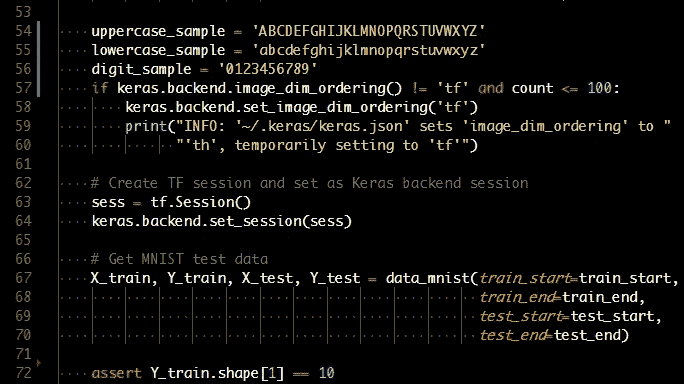 53
54 uppercase_sample = 'ABCDEFGHIJKLMNOPQRSTUVWXYZ'
55 lowercase_sample = 'abcdefghijklmnopqrstuvwxyz'
56 digit_sample = '0123456789'
57 if keras.backend.image_dim_ordering() != 'tf' and count <= 100:
58 keras.backend.set_image_dim_ordering('tf')
59 print("INFO: '~/.keras/keras.json' sets 'image_dim_ordering' to "
60 "'th', temporarily setting to 'tf'")
61
62 # Create TF session and set as Keras backend session
63 sess = tf.Session()
64 keras.backend.set_session(sess)
65
66 # Get MNIST test data
67 X_train, Y_train, X_test, Y_test = data_mnist(train_start=train_start,
68 train_end=train_end,
69 test_start=test_start,
70 test_end=test_end)
71
72 assert Y_train.shape[1] == 10